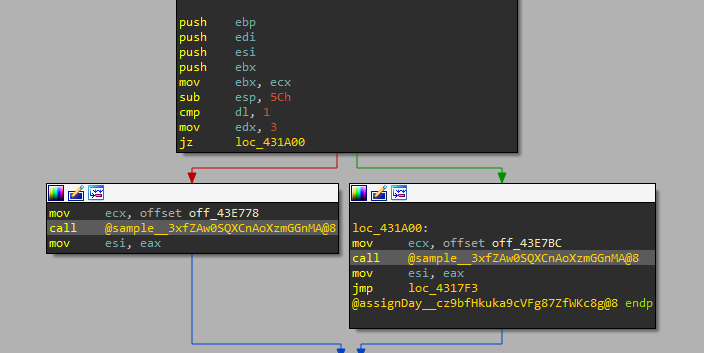 push ebp
push edi
push esi
push ebx
mov ebx, ecx
sub esp, 5Ch
cmp dl, 1
mov edx, 3
jz loc_431A00
mov ecx, offset off_43E778
call @sample__3xfZAw0SQXCnAoXzmGGnMA@8
mov esi, eax
loc_431A00:
mov ecx, offset off_43E7BC
call @sample__3xfZAw0SQXCnAoXzmGGnMA@8
mov esi, eax
jmp loc_4317F3
@assignDay__cz9bfHkuka9cVFg87ZfWKc8g@8 endp